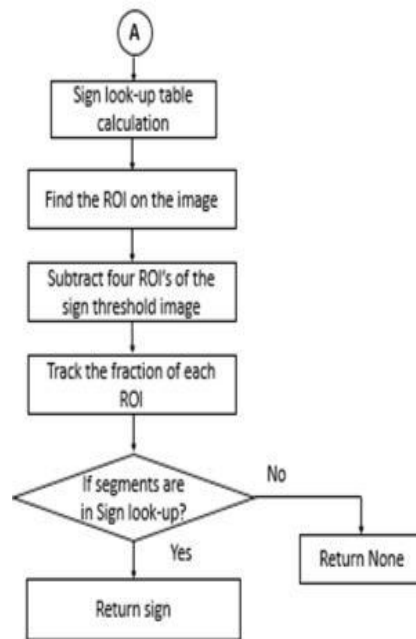 A
Sign look-up table
calculation
Find the ROI on the image
Subtract four ROI's of the
sign threshold image
Track the fraction of each
ROI
If segments are
in Sign look-up?
No
Yes
Return None
Return sign